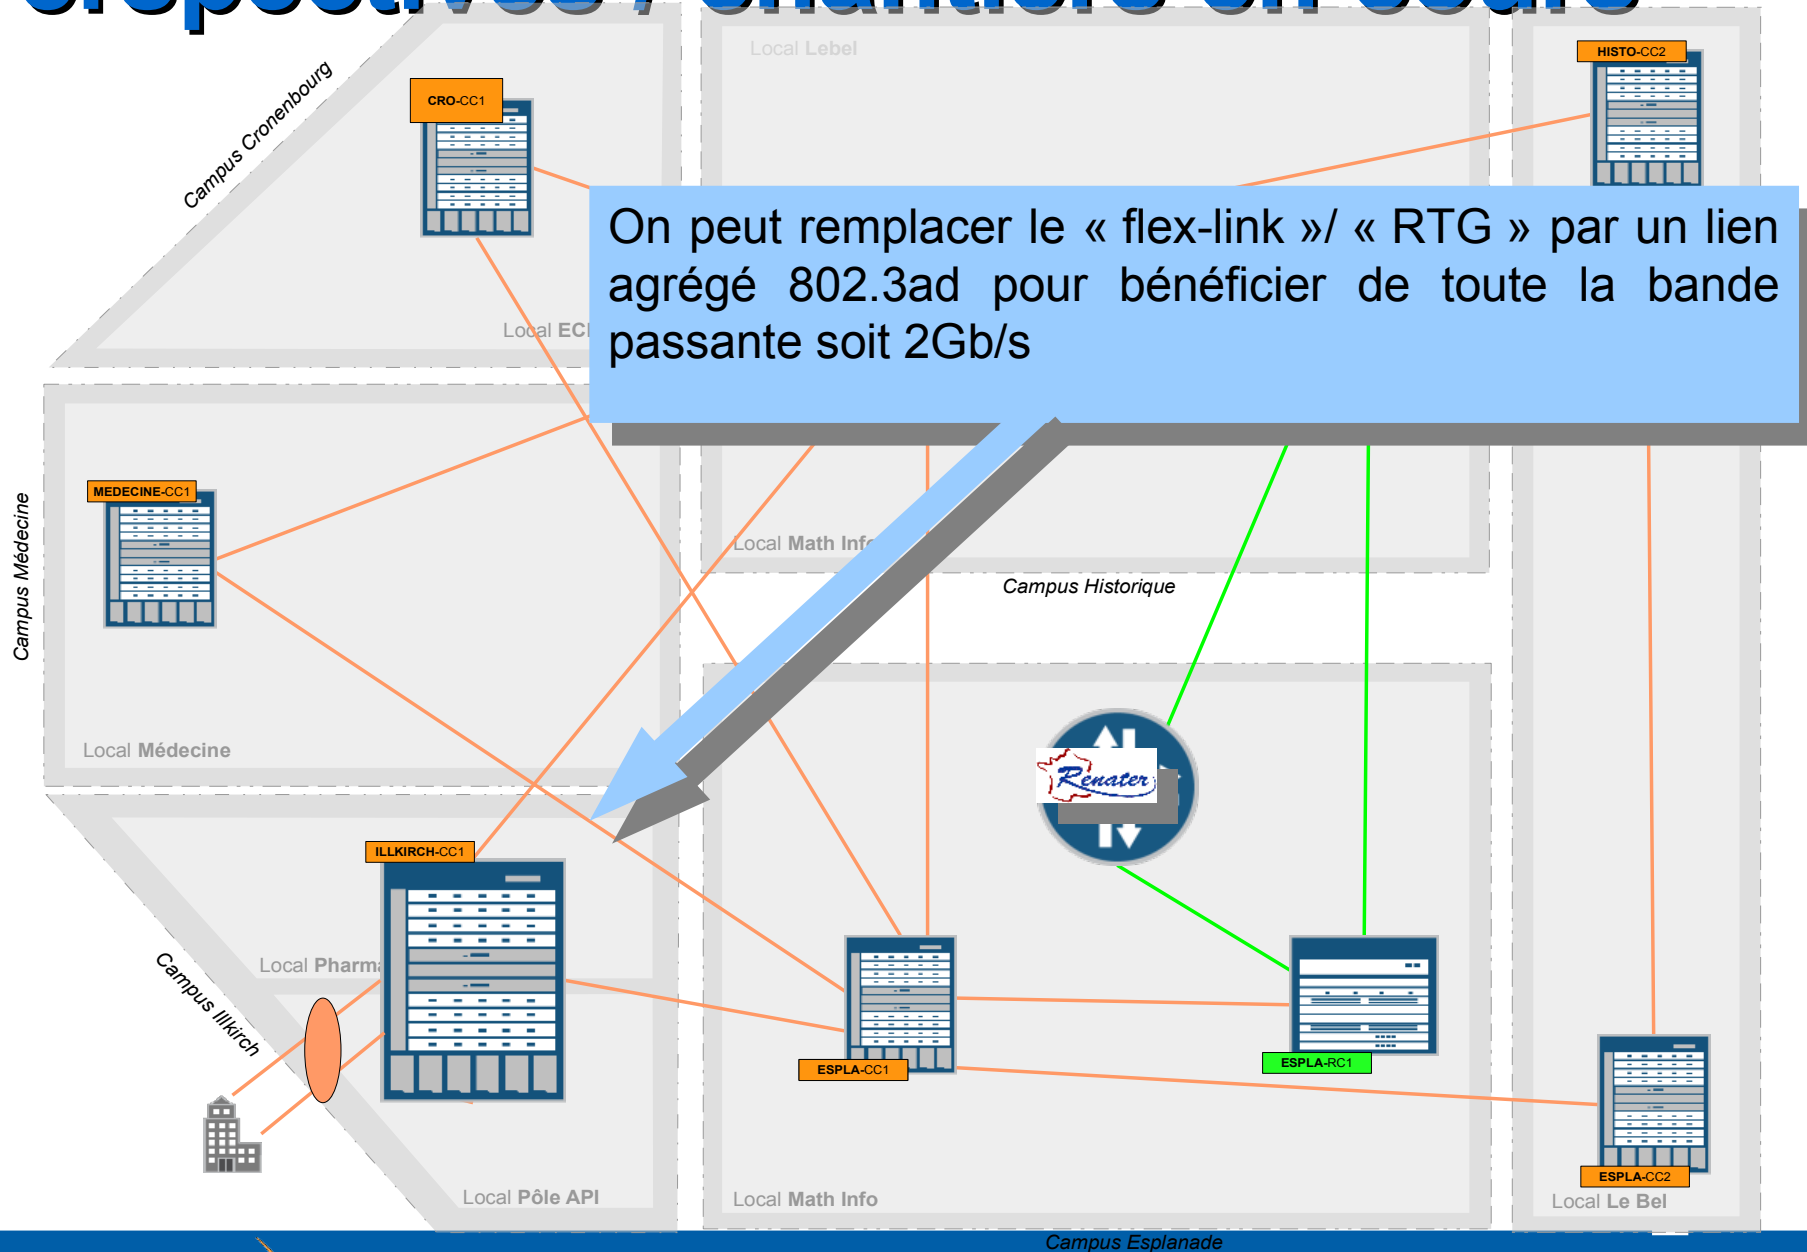 Local Lebel
HISTO-CC2
CRO-CC1
Campus Cronenbourg
On peut remplacer le « flex-link »/ « RTG » par un lien
agrégé 802.3ad pour bénéficier de toute la bande
passante soit 2Gb/s
Local
MEDECINE-CC1
Campus Médecine
Local Math Info
Campus Historique
Local Médecine
Renater
ILLKIRCH-CC1
Local
Campus Illkirch
ESPLA-CC1
ESPLA-RC1
ESPLA-CC2
Local Pôle API
Local Math Info
Local Le Bel
Campus Esplanade